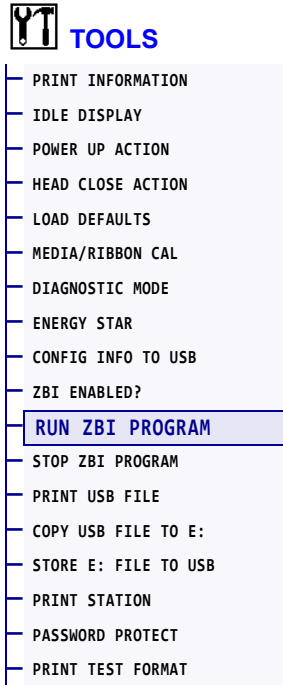 TOOLS
PRINT INFORMATION
IDLE DISPLAY
POWER UP ACTION
HEAD CLOSE ACTION
LOAD DEFAULTS
MEDIA/RIBBON CAL
DIAGNOSTIC MODE
ENERGY STAR
CONFIG INFO TO USB
ZBI ENABLED?
RUN ZBI PROGRAM
STOP ZBI PROGRAM
PRINT USB FILE
COPY USB FILE TO E:
STORE E: FILE TO USB
PRINT STATION
PASSWORD PROTECT
PRINT TEST FORMAT